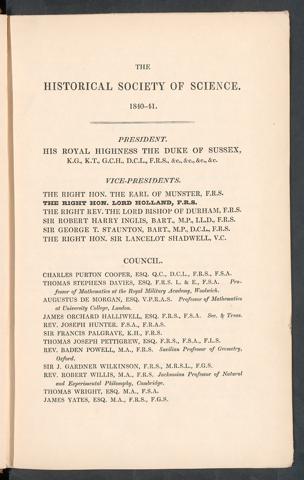 THE
HISTORICAL SOCIETY OF SCIENCE.
1840-41.
PRESIDENT.
HIS ROYAL HIGHNESS THE DUKE OF SUSSEX,
K.G., K.T., G.C.H., D.C.L., F.R.S., &c., &c., &c., &c.
VICE-PRESIDENTS.
THE RIGHT HON. THE EARL OF MUNSTER, F.R.S.
THE RIGHT HON. LORD HOLLAND, F.R.S.
THE RIGHT REV. THE LORD BISHOP OF DURHAM, F.R.S.
SIR ROBERT HARRY INGLIS, BART., M.P., LL.D., F.R.S.
SIR GEORGE T. STAUNTON, BART., M.P., D.C.L., F.R.S.
THE RIGHT HON. SIR LANCELOT SHADWELL, V.C.
COUNCIL.
CHARLES PURTON COOPER, ESQ. Q.C., D.C.L., F.R.S., F.S.A.
THOMAS STEPHENS DAVIES, ESQ. F.R.S. L. & E., F.S.A. Pro-
fessor of Mathematics at the Royal Military Academy, Woolwich.
AUGUSTUS DE MORGAN, ESQ. V.P.R.A.S. Professor of Mathematics
at University College, London.
JAMES ORCHARD HALLIWELL, ESQ. F.R.S., F.S.A. Sec. & Treas.
REV. JOSEPH HUNTER. F.S.A., F.R.A.S.
SIR FRANCIS PALGRAVE, K.H., F.R.S.
THOMAS JOSEPH PETTIGREW, ESQ. F.R.S., F.S.A., F.L.S.
REV. BADEN POWELL, M.A., F.R.S. Savilian Professor of Geometry,
Oxford.
SIR J. GARDNER WILKINSON, F.R.S., M.R.S.L., F.G.S.
REV. ROBERT WILLIS, M.A., F.R.S. Jacksonian Professor of Natural
and Experimental Philosophy, Cambridge.
THOMAS WRIGHT, ESQ. M.A., F.S.A.
JAMES YATES, ESQ. M.A., F.R.S., F.G.S.